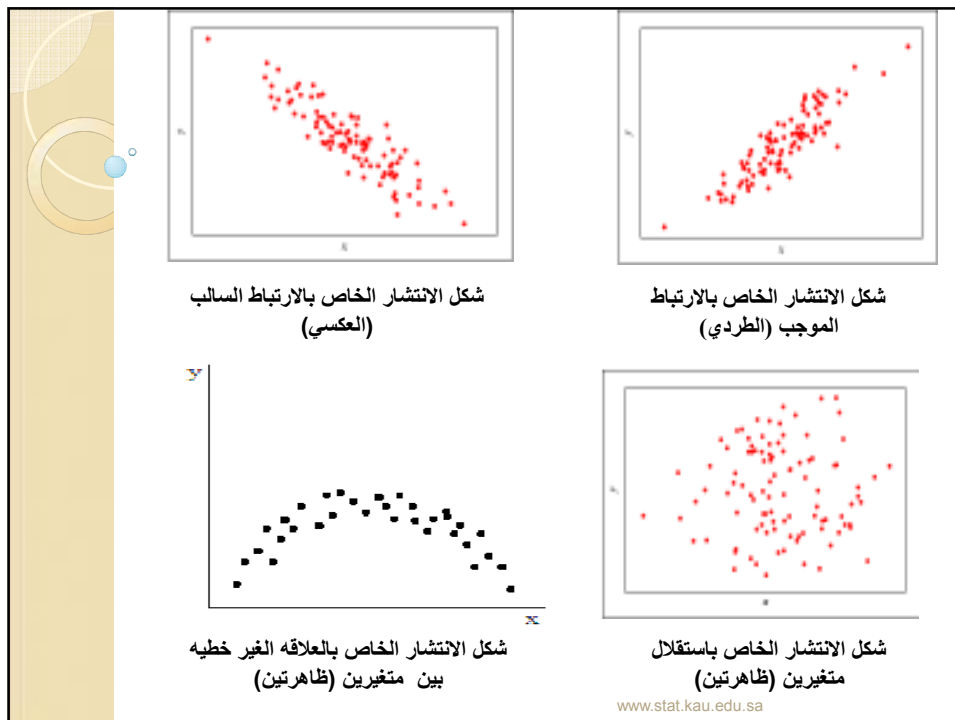 شكل الانتشار الخاص بالارتباط
الموجب (الطردي)
شكل الانتشار الخاص بالارتباط السالب
(العكسي)
y
x
شكل الانتشار الخاص باستقلال
متغيرين (ظاهرتين)
شكل الانتشار الخاص بالعلاقه الغير خطيه
بين متغيرين (ظاهرتين)
www.stat.kau.edu.sa